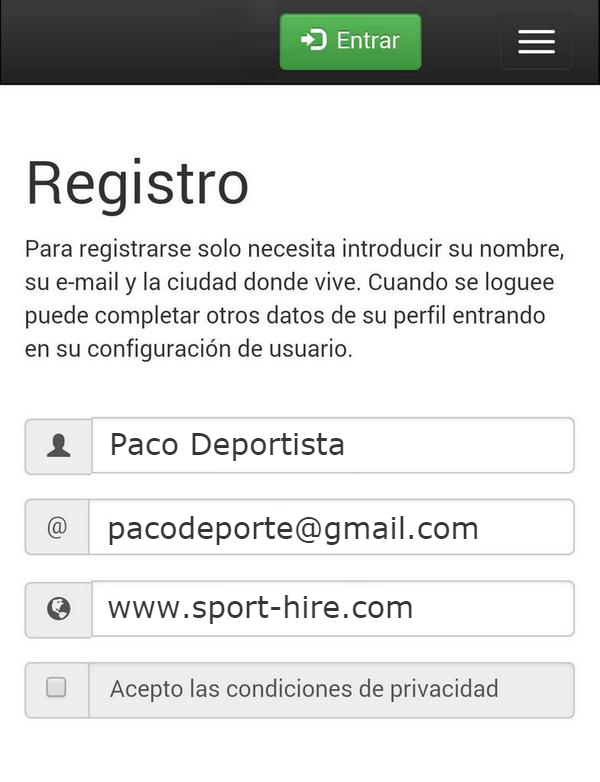 Entrar
Registro
Para registrarse solo necesita introducir su nombre,
su e-mail y la ciudad donde vive. Cuando se loguee
puede completar otros datos de su perfil entrando
en su configuración de usuario.
Paco Deportista
@ pacodeporte@gmail.com
www.sport-hire.com
Acepto las condiciones de privacidad